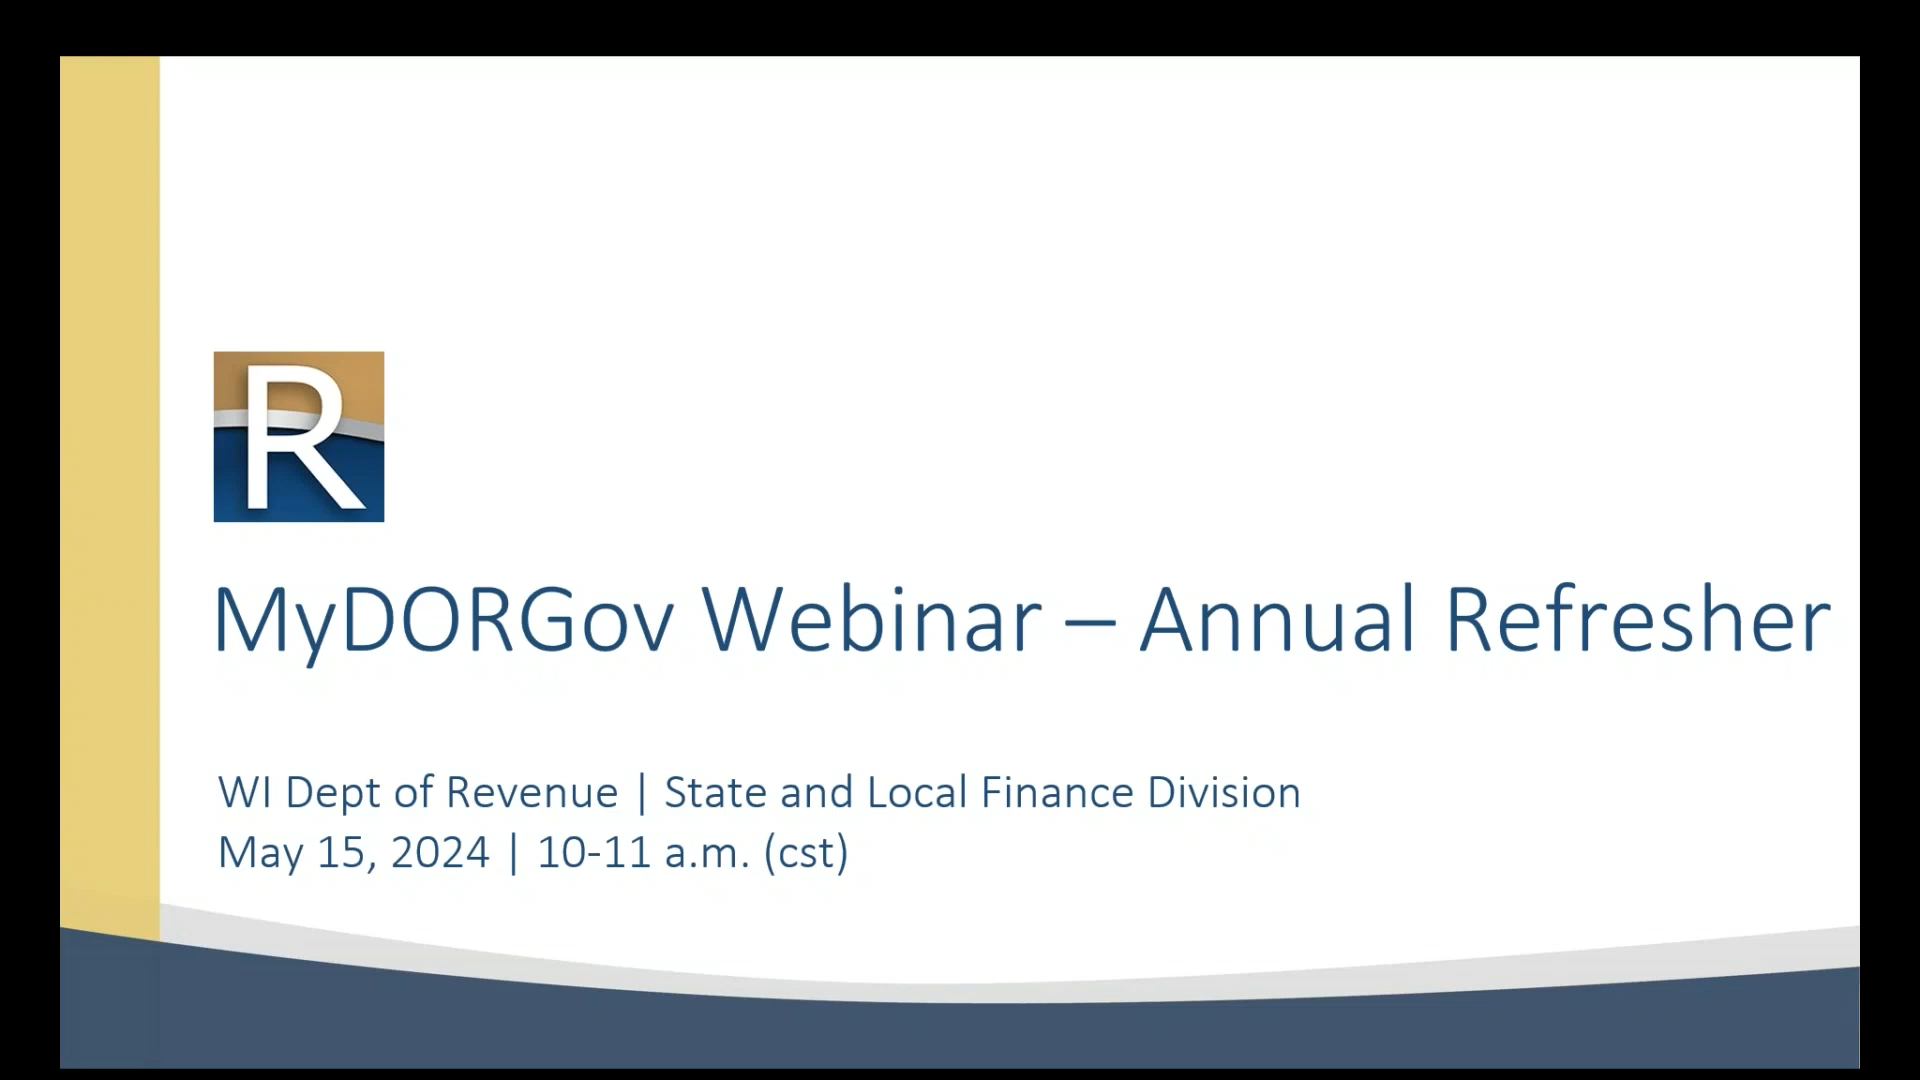 R
MyDORGov Webinar – Annual Refresher
WI Dept of Revenue | State and Local Finance Division
May 15, 2024 | 10-11 a.m. (cst)